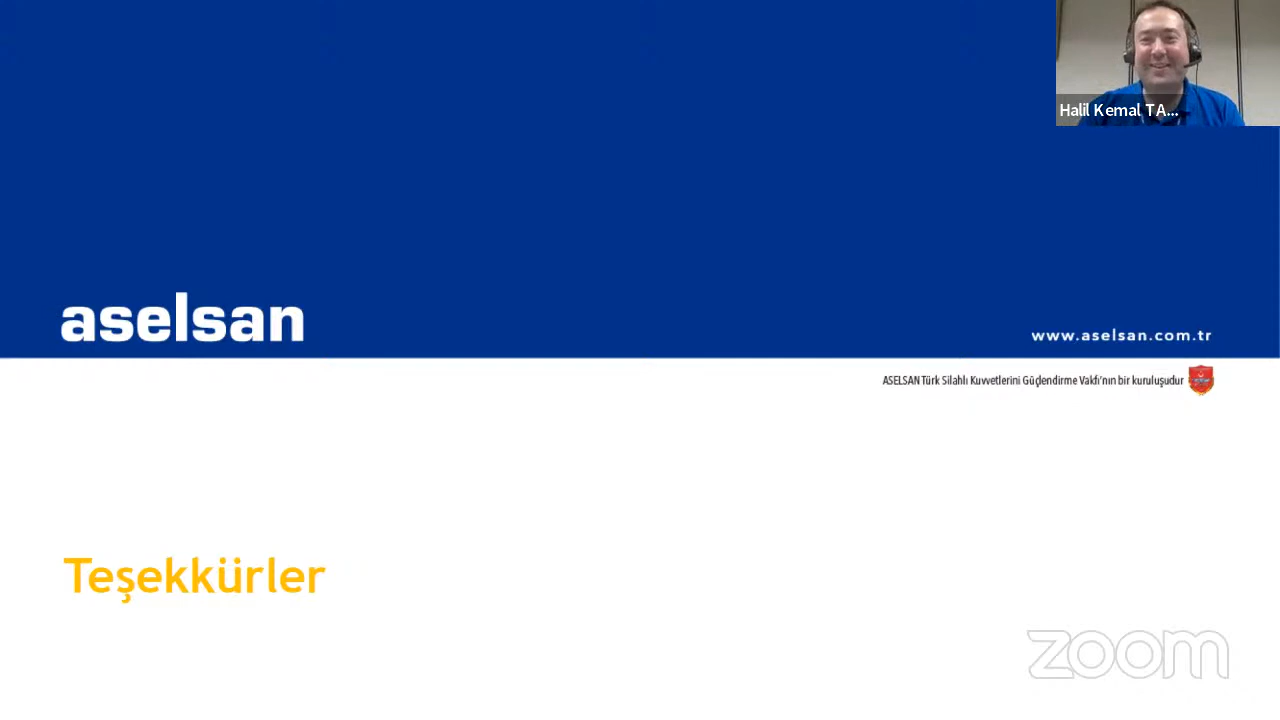 Halil Kemal TA...
aselsan
www.aselsan.com.tr
ASELSAN Türk Silahlı Kuvvetlerini Güçlendirme Vakfı'nın bir kuruluşudur
Teşekkürler
zoom